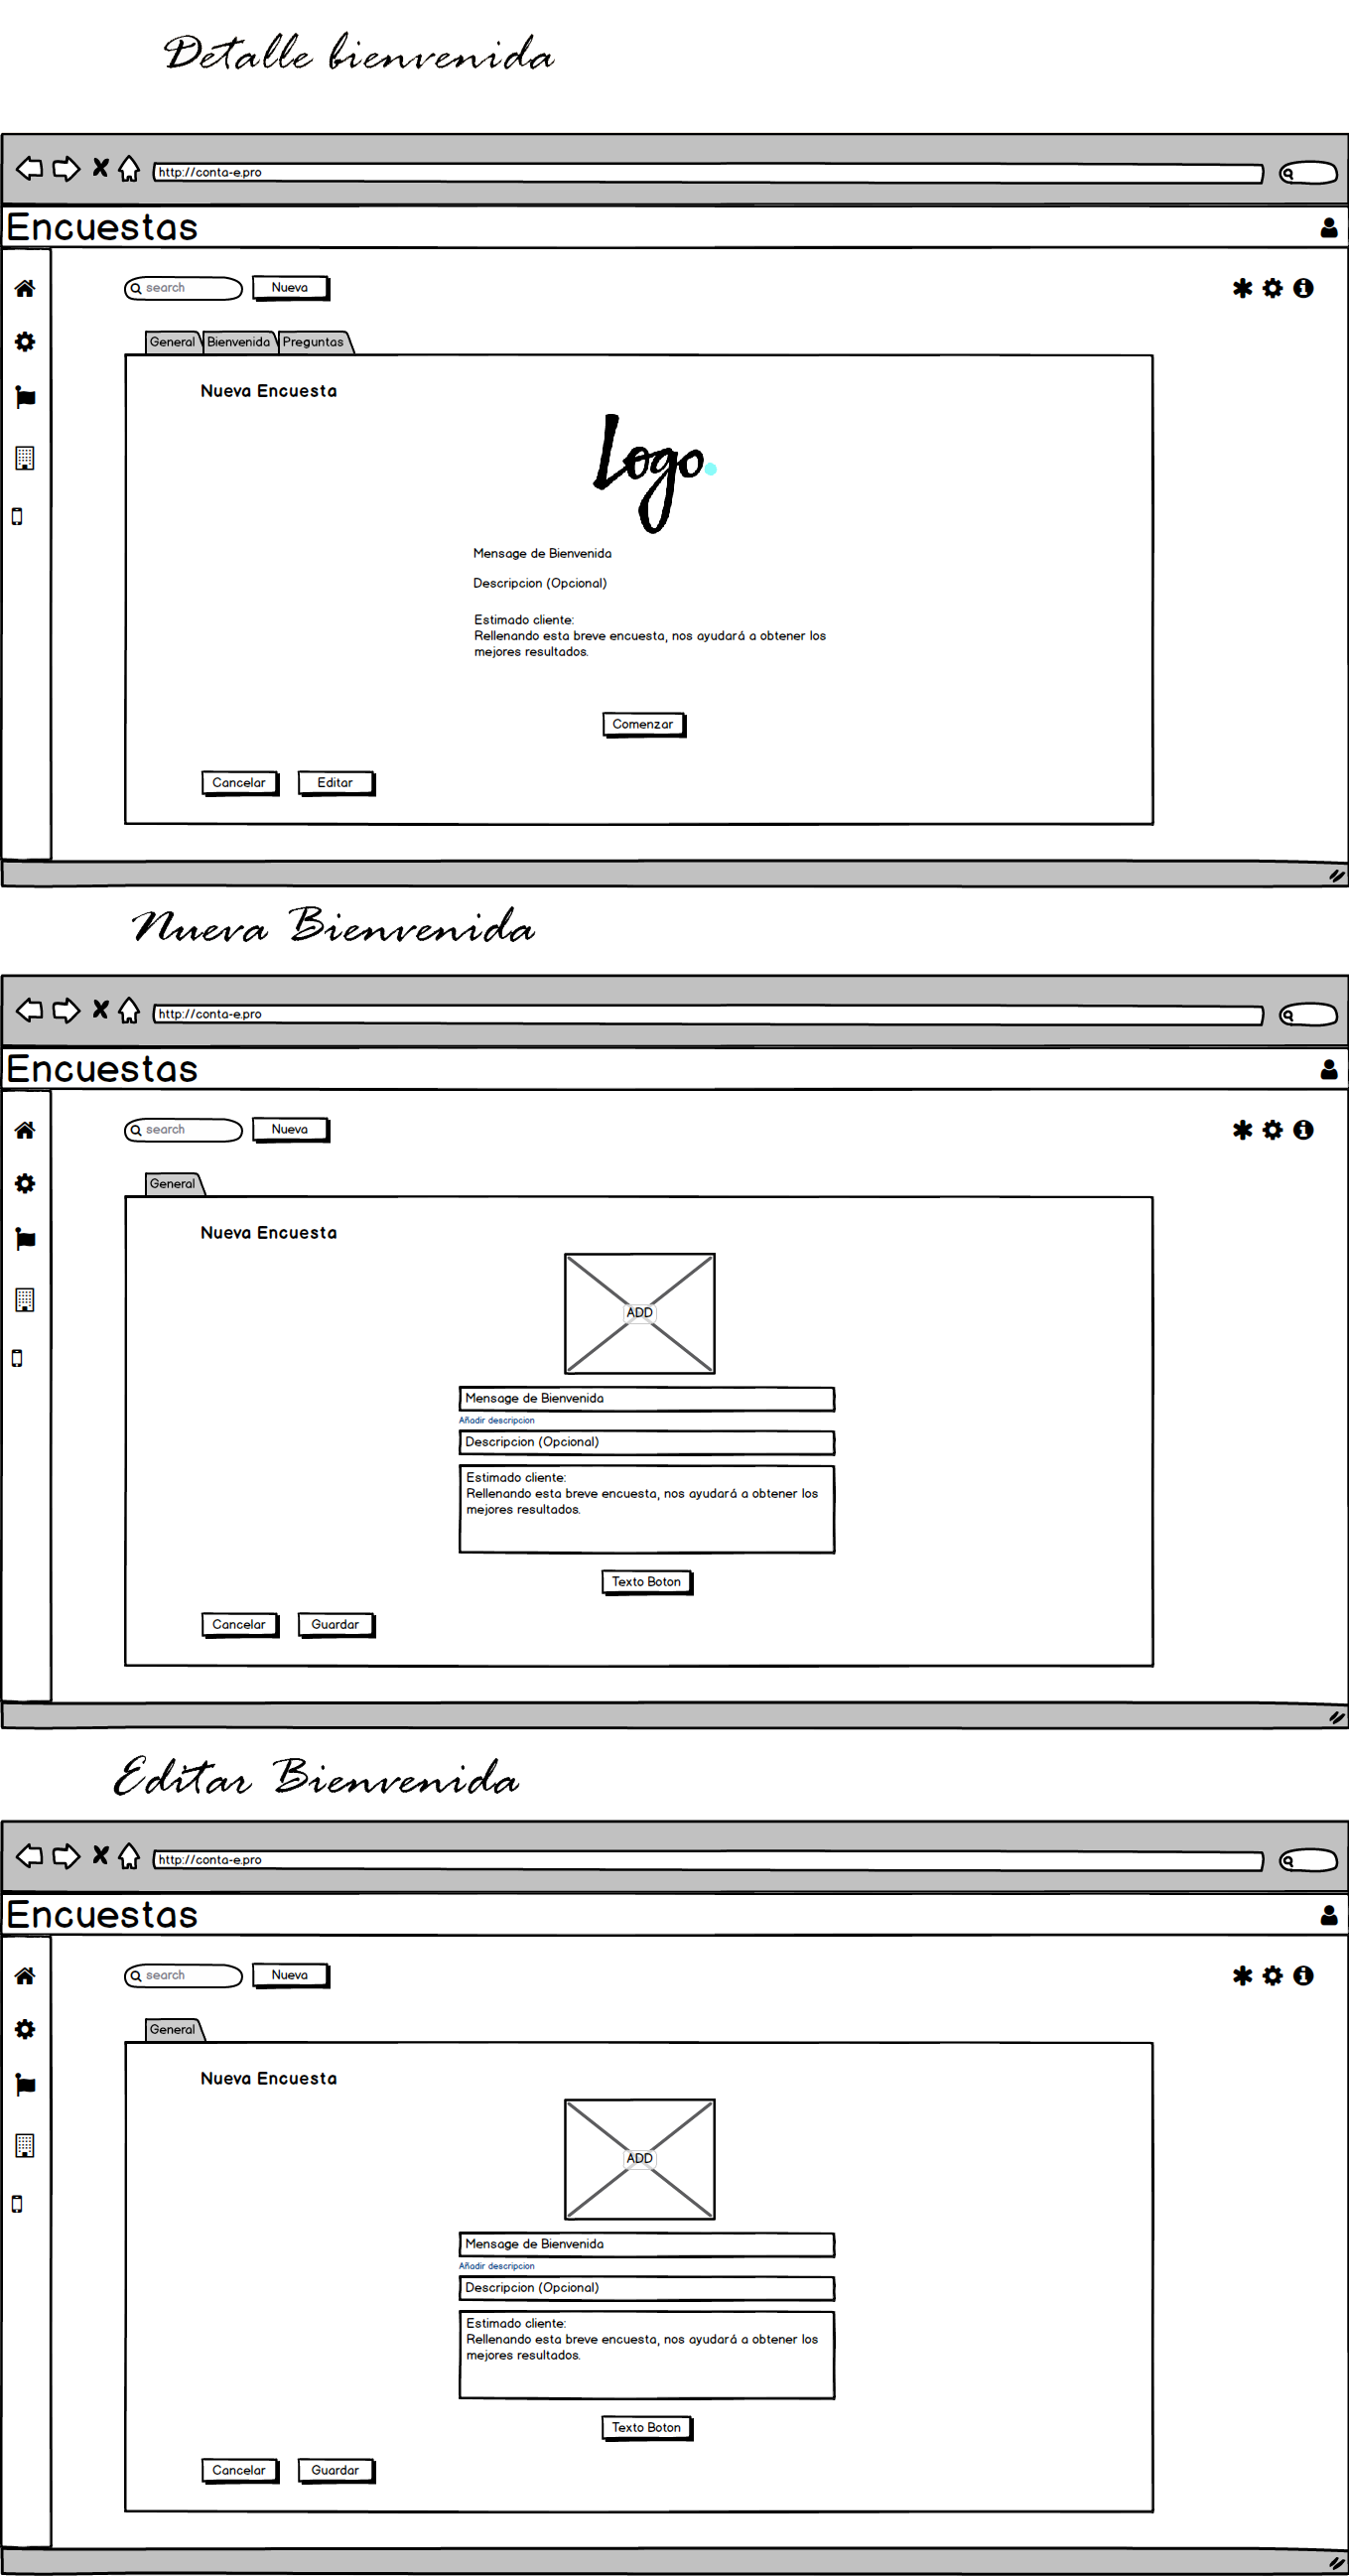 Detalle bienvenida
http://conta-e.pro
Encuestas
search
Nueva
General Bienvenida Preguntas
Nueva Encuesta
Logo.
Mensage de Bienvenida
Descripcion (Opcional)
Estimado cliente:
Rellenando esta breve encuesta, nos ayudará a obtener los
mejores resultados.
Comenzar
Cancelar Editar
Nueva Bienvenida
http://conta-e.pro
Encuestas
search
Nueva
General
Nueva Encuesta
ADD
Mensage de Bienvenida
Añadir descripcion
Descripcion (Opcional)
Estimado cliente:
Rellenando esta breve encuesta, nos ayudará a obtener los
mejores resultados.
Texto Boton
Cancelar Guardar
Editar Bienvenida
http://conta-e.pro
Encuestas
search
Nueva
General
Nueva Encuesta
ADD
Mensage de Bienvenida
Añadir descripcion
Descripcion (Opcional)
Estimado cliente:
Rellenando esta breve encuesta, nos ayudará a obtener los
mejores resultados.
Texto Boton
Cancelar Guardar